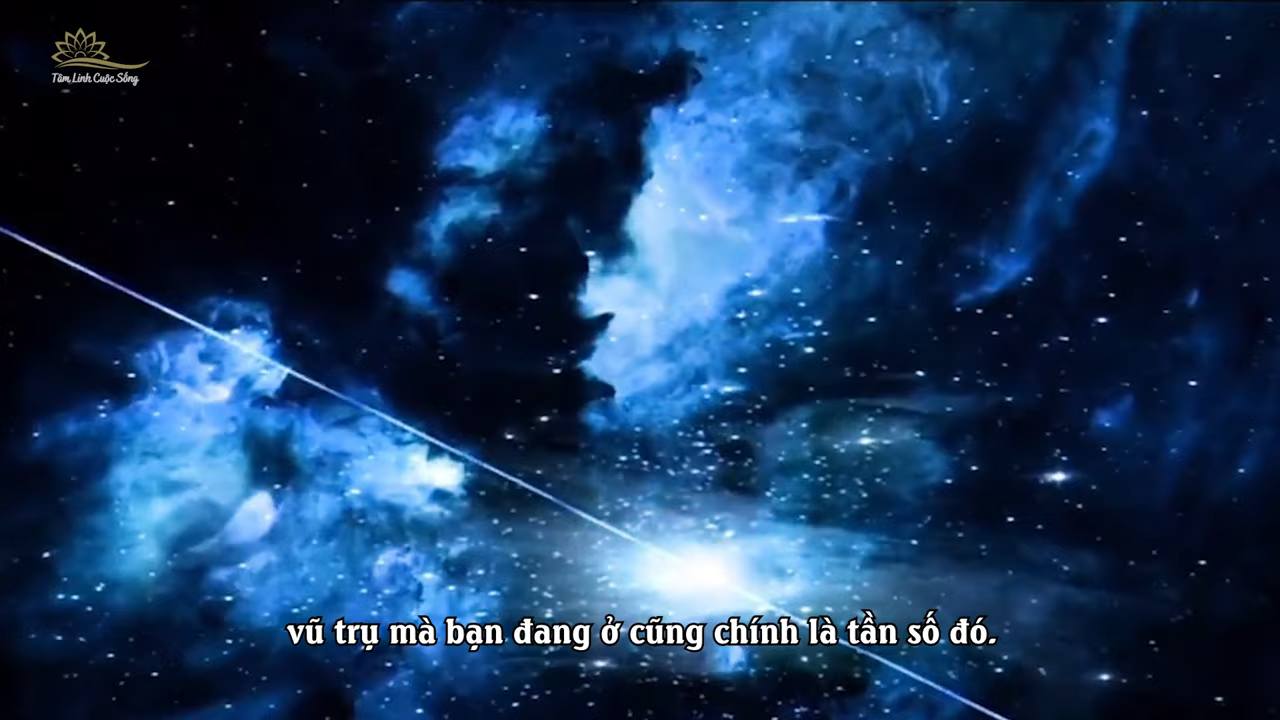 Tâm Linh Cuộc Sống
vũ trụ mà bạn đang ở cũng chính là tần số đó.